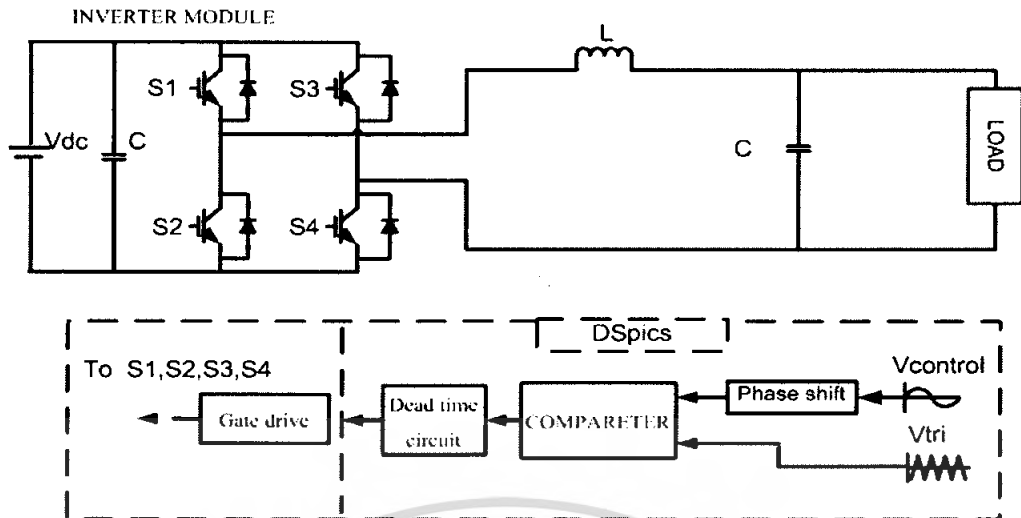 INVERTER MODULE
L
S1
S3
Vdc
C
C
LOAD
S2
S4
DSpics
To S1,S2,S3,S4
Vcontrol
Phase shift
Dead time
circuit
Gate drive
COMPARETER
Vtri